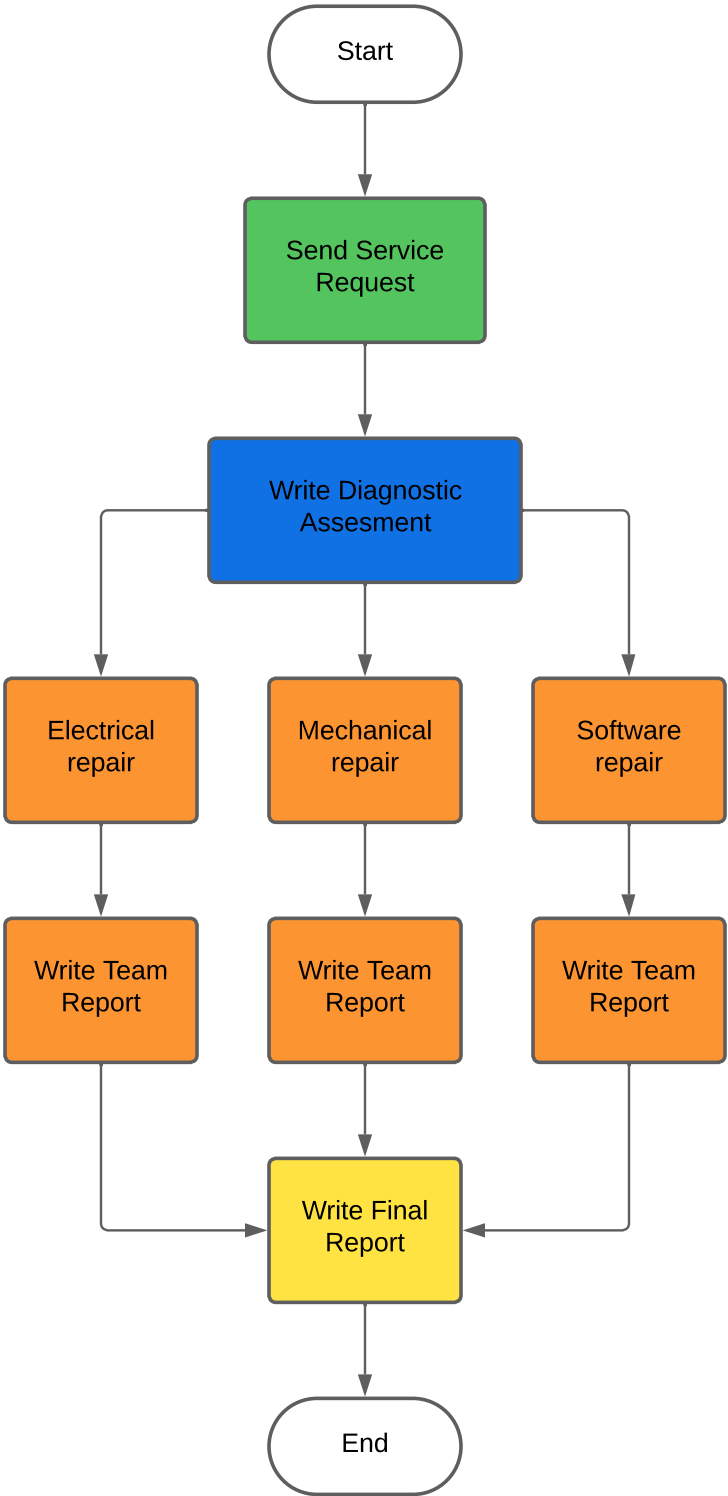 Start
Send Service
Request
Write Diagnostic
Assesment
Electrical
repair
Mechanical
repair
Software
repair
Write Team
Report
Write Team
Report
Write Team
Report
Write Final
Report
End